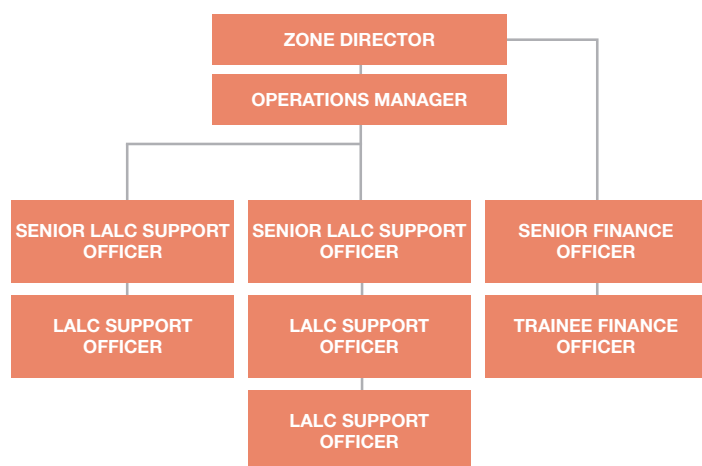 ZONE DIRECTOR
OPERATIONS MANAGER
SENIOR LALC SUPPORT
OFFICER
SENIOR LALC SUPPORT
OFFICER
SENIOR FINANCE
OFFICER
LALC SUPPORT
OFFICER
LALC SUPPORT
OFFICER
TRAINEE FINANCE
OFFICER
LALC SUPPORT
OFFICER